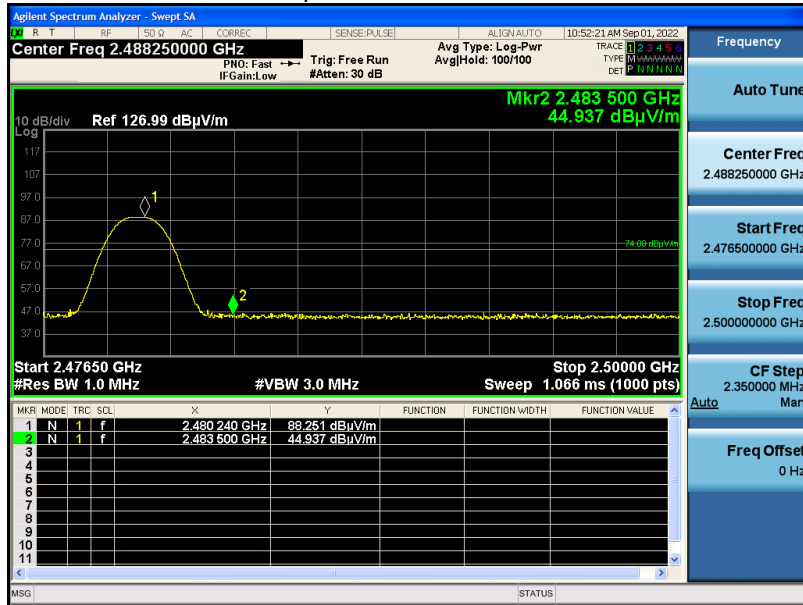 Agilent Spectrum Analyzer - Swept SA
LXI R T RF 50 Ω AC CORREC SENSE:PULSE ALIGN AUTO 10:52:21 AM Sep 01, 2022
Center Freq 2.488250000 GHz
PNO: Fast
IFGain:Low
Trig: Free Run
#Atten: 30 dB
Avg Type: Log-Pwr
Avg|Hold: 100/100
TRACE 1 2 3 4 5 6
TYPE M
DET P N N N N N
Mkr2 2.483 500 GHz
44.937 dBµV/m
10 dB/div Ref 126.99 dBµV/m
Log
117
107
97.0
87.0
77.0
67.0
57.0
47.0
37.0
1
2
74.00 dBµV/m
Start 2.47650 GHz Stop 2.50000 GHz
#Res BW 1.0 MHz #VBW 3.0 MHz Sweep 1.066 ms (1000 pts)
MKR MODE TRC SCL X Y FUNCTION FUNCTION WIDTH FUNCTION VALUE
1 N 1 f 2.480 240 GHz 88.251 dBµV/m
2 N 1 f 2.483 500 GHz 44.937 dBµV/m
3
4
5
6
7
8
9
10
11
MSG STATUS
Frequency
Auto Tune
Center Freq
2.488250000 GHz
Start Freq
2.476500000 GHz
Stop Freq
2.500000000 GHz
CF Step
2.350000 MHz
Auto Man
Freq Offset
0 Hz